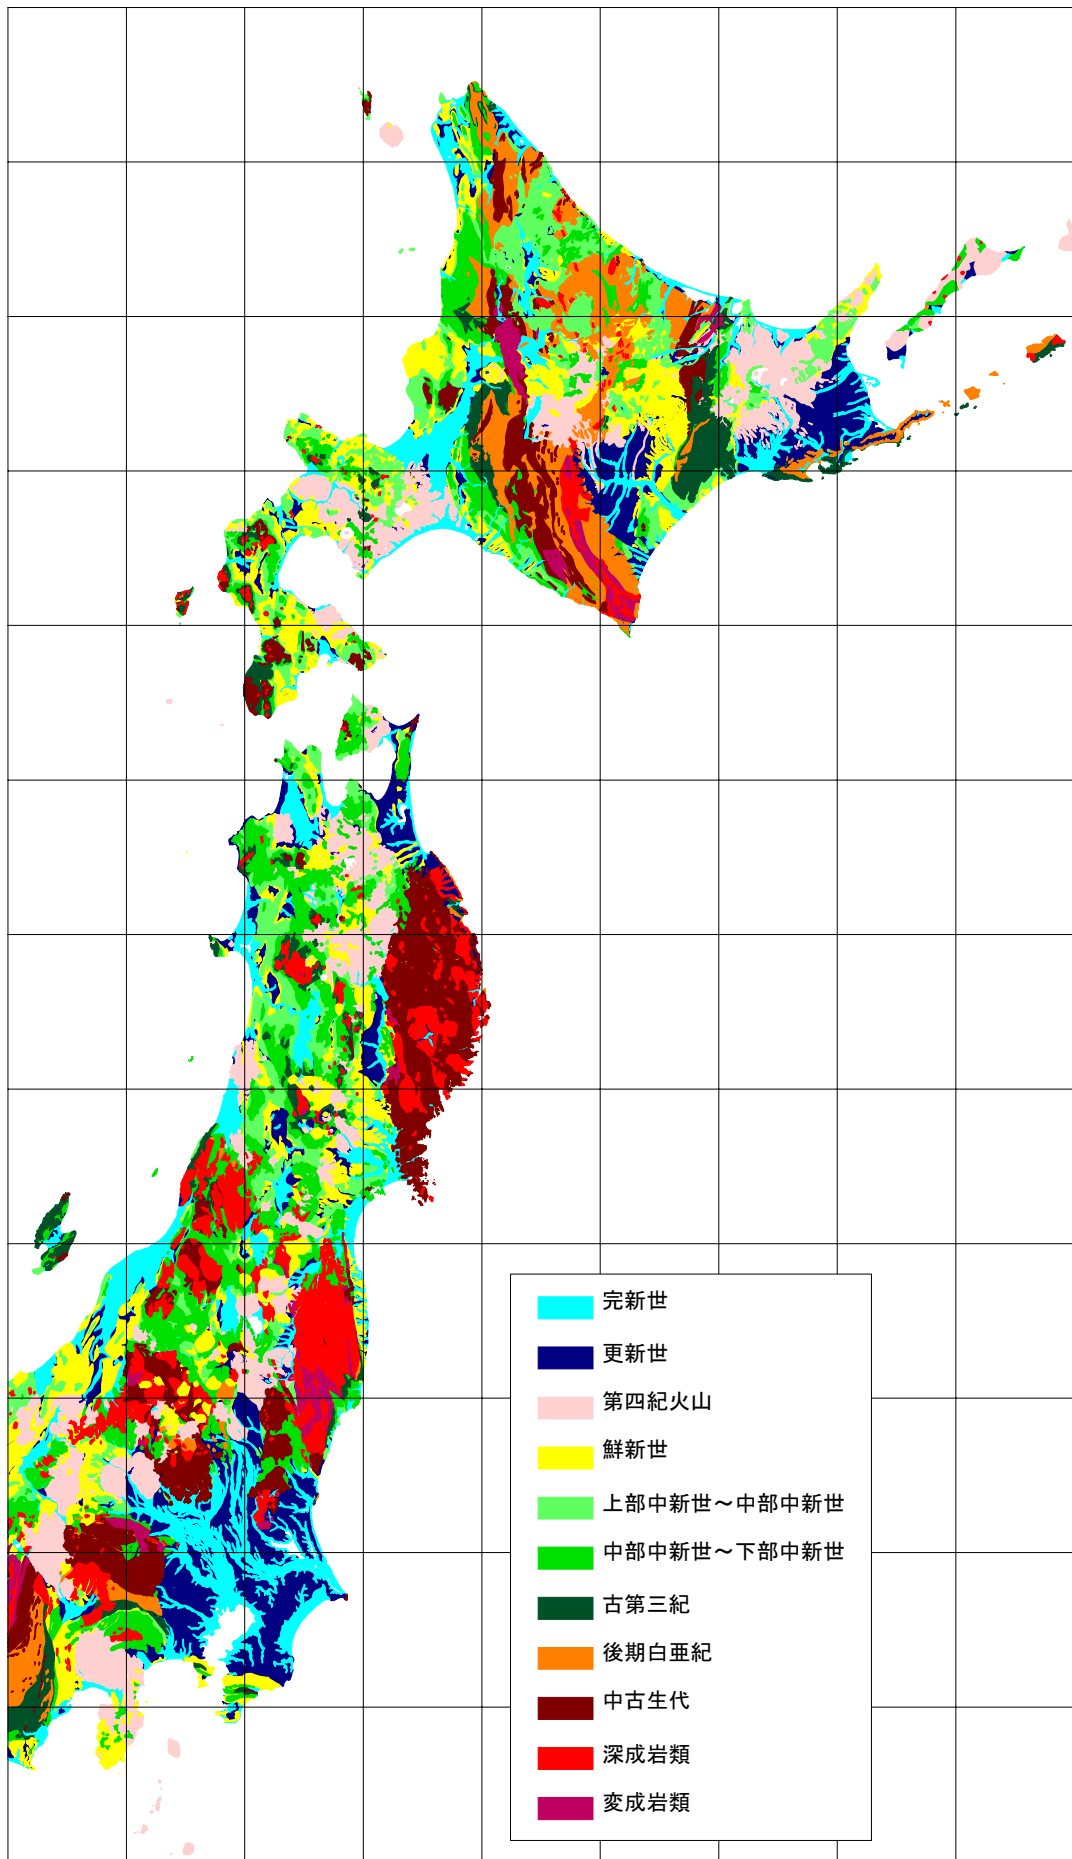 完新世
更新世
第四紀火山
鮮新世
上部中新世～中部中新世
中部中新世～下部中新世
古第三紀
後期白亜紀
中古生代
深成岩類
変成岩類